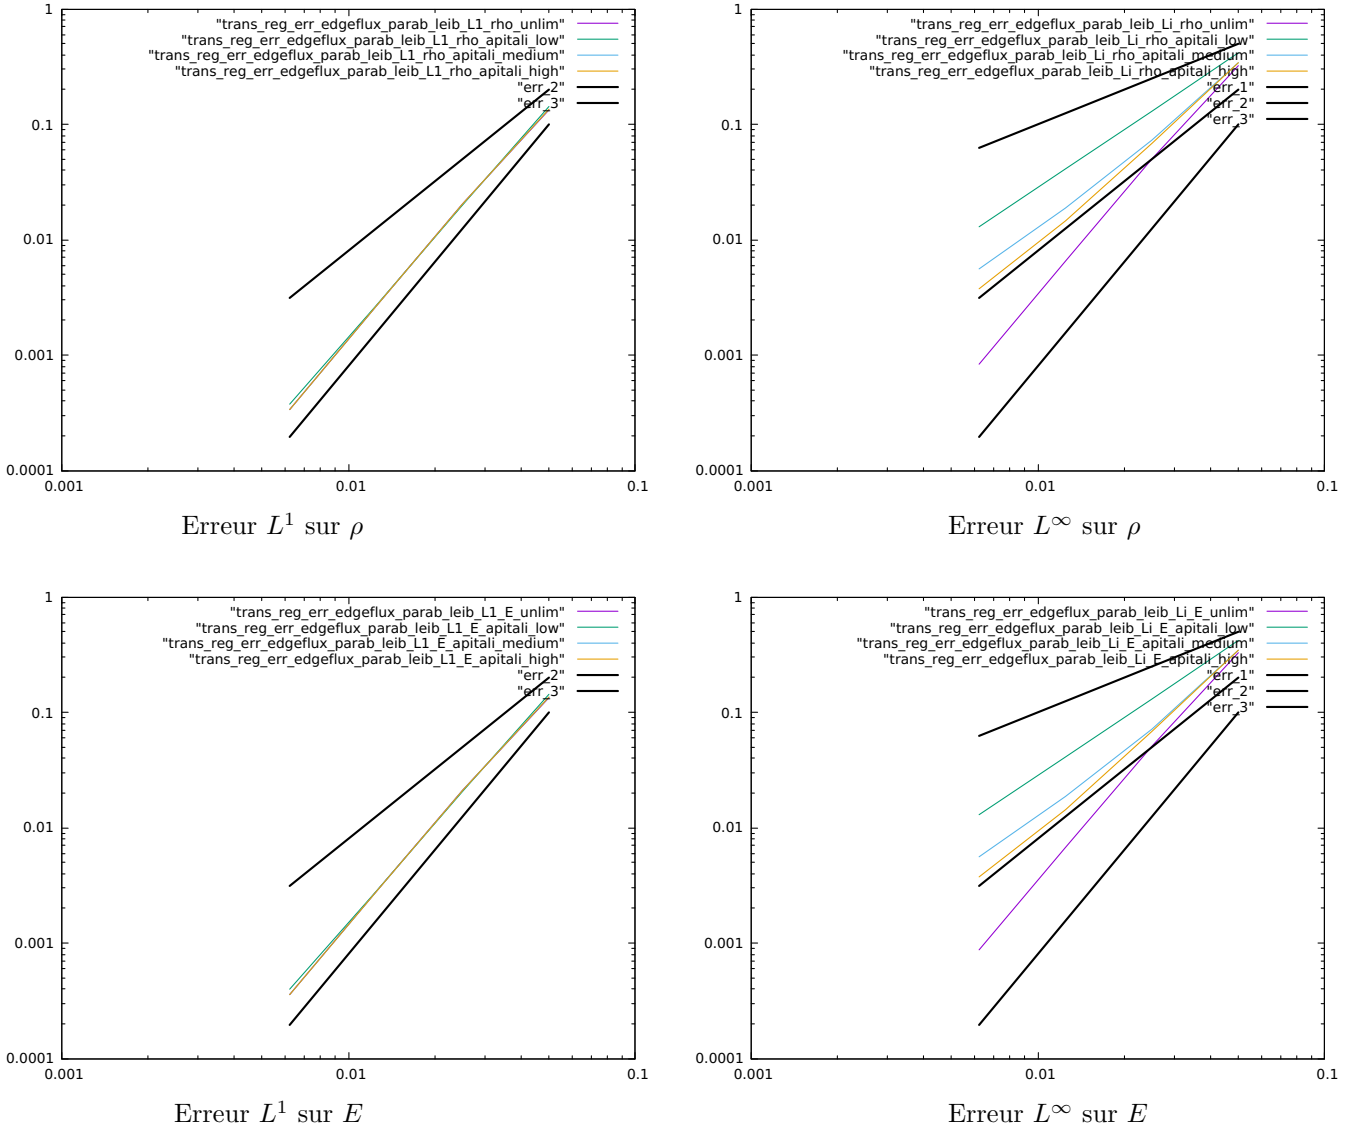 1
0.1
0.01
0.001
0.0001
0.001
0.01
0.1
"trans_reg_err_edgeflux_parab_leib_L1_rho_unlim"
"trans_reg_err_edgeflux_parab_leib_L1_rho_apitali_low"
"trans_reg_err_edgeflux_parab_leib_L1_rho_apitali_medium"
"trans_reg_err_edgeflux_parab_leib_L1_rho_apitali_high"
"err_2"
"err_3"
Erreur L¹ sur ρ
1
0.1
0.01
0.001
0.0001
0.001
0.01
0.1
"trans_reg_err_edgeflux_parab_leib_Li_rho_unlim"
"trans_reg_err_edgeflux_parab_leib_Li_rho_apitali_low"
"trans_reg_err_edgeflux_parab_leib_Li_rho_apitali_medium"
"trans_reg_err_edgeflux_parab_leib_Li_rho_apitali_high"
"err_1"
"err_2"
"err_3"
Erreur L^∞ sur ρ
1
0.1
0.01
0.001
0.0001
0.001
0.01
0.1
"trans_reg_err_edgeflux_parab_leib_L1_E_unlim"
"trans_reg_err_edgeflux_parab_leib_L1_E_apitali_low"
"trans_reg_err_edgeflux_parab_leib_L1_E_apitali_medium"
"trans_reg_err_edgeflux_parab_leib_L1_E_apitali_high"
"err_2"
"err_3"
Erreur L¹ sur E
1
0.1
0.01
0.001
0.0001
0.001
0.01
0.1
"trans_reg_err_edgeflux_parab_leib_Li_E_unlim"
"trans_reg_err_edgeflux_parab_leib_Li_E_apitali_low"
"trans_reg_err_edgeflux_parab_leib_Li_E_apitali_medium"
"trans_reg_err_edgeflux_parab_leib_Li_E_apitali_high"
"err_1"
"err_2"
"err_3"
Erreur L^∞ sur E